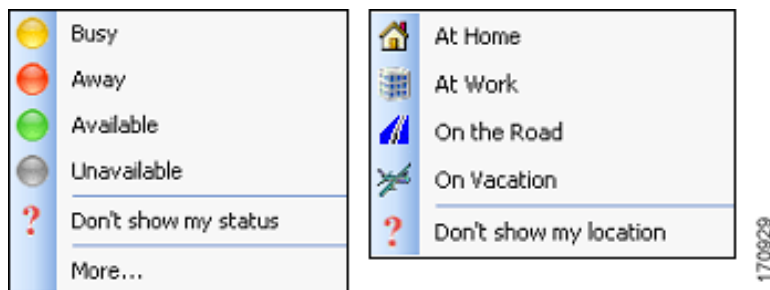 Busy
Away
Available
Unavailable
? Don't show my status
More...
At Home
At Work
On the Road
On Vacation
? Don't show my location
170929